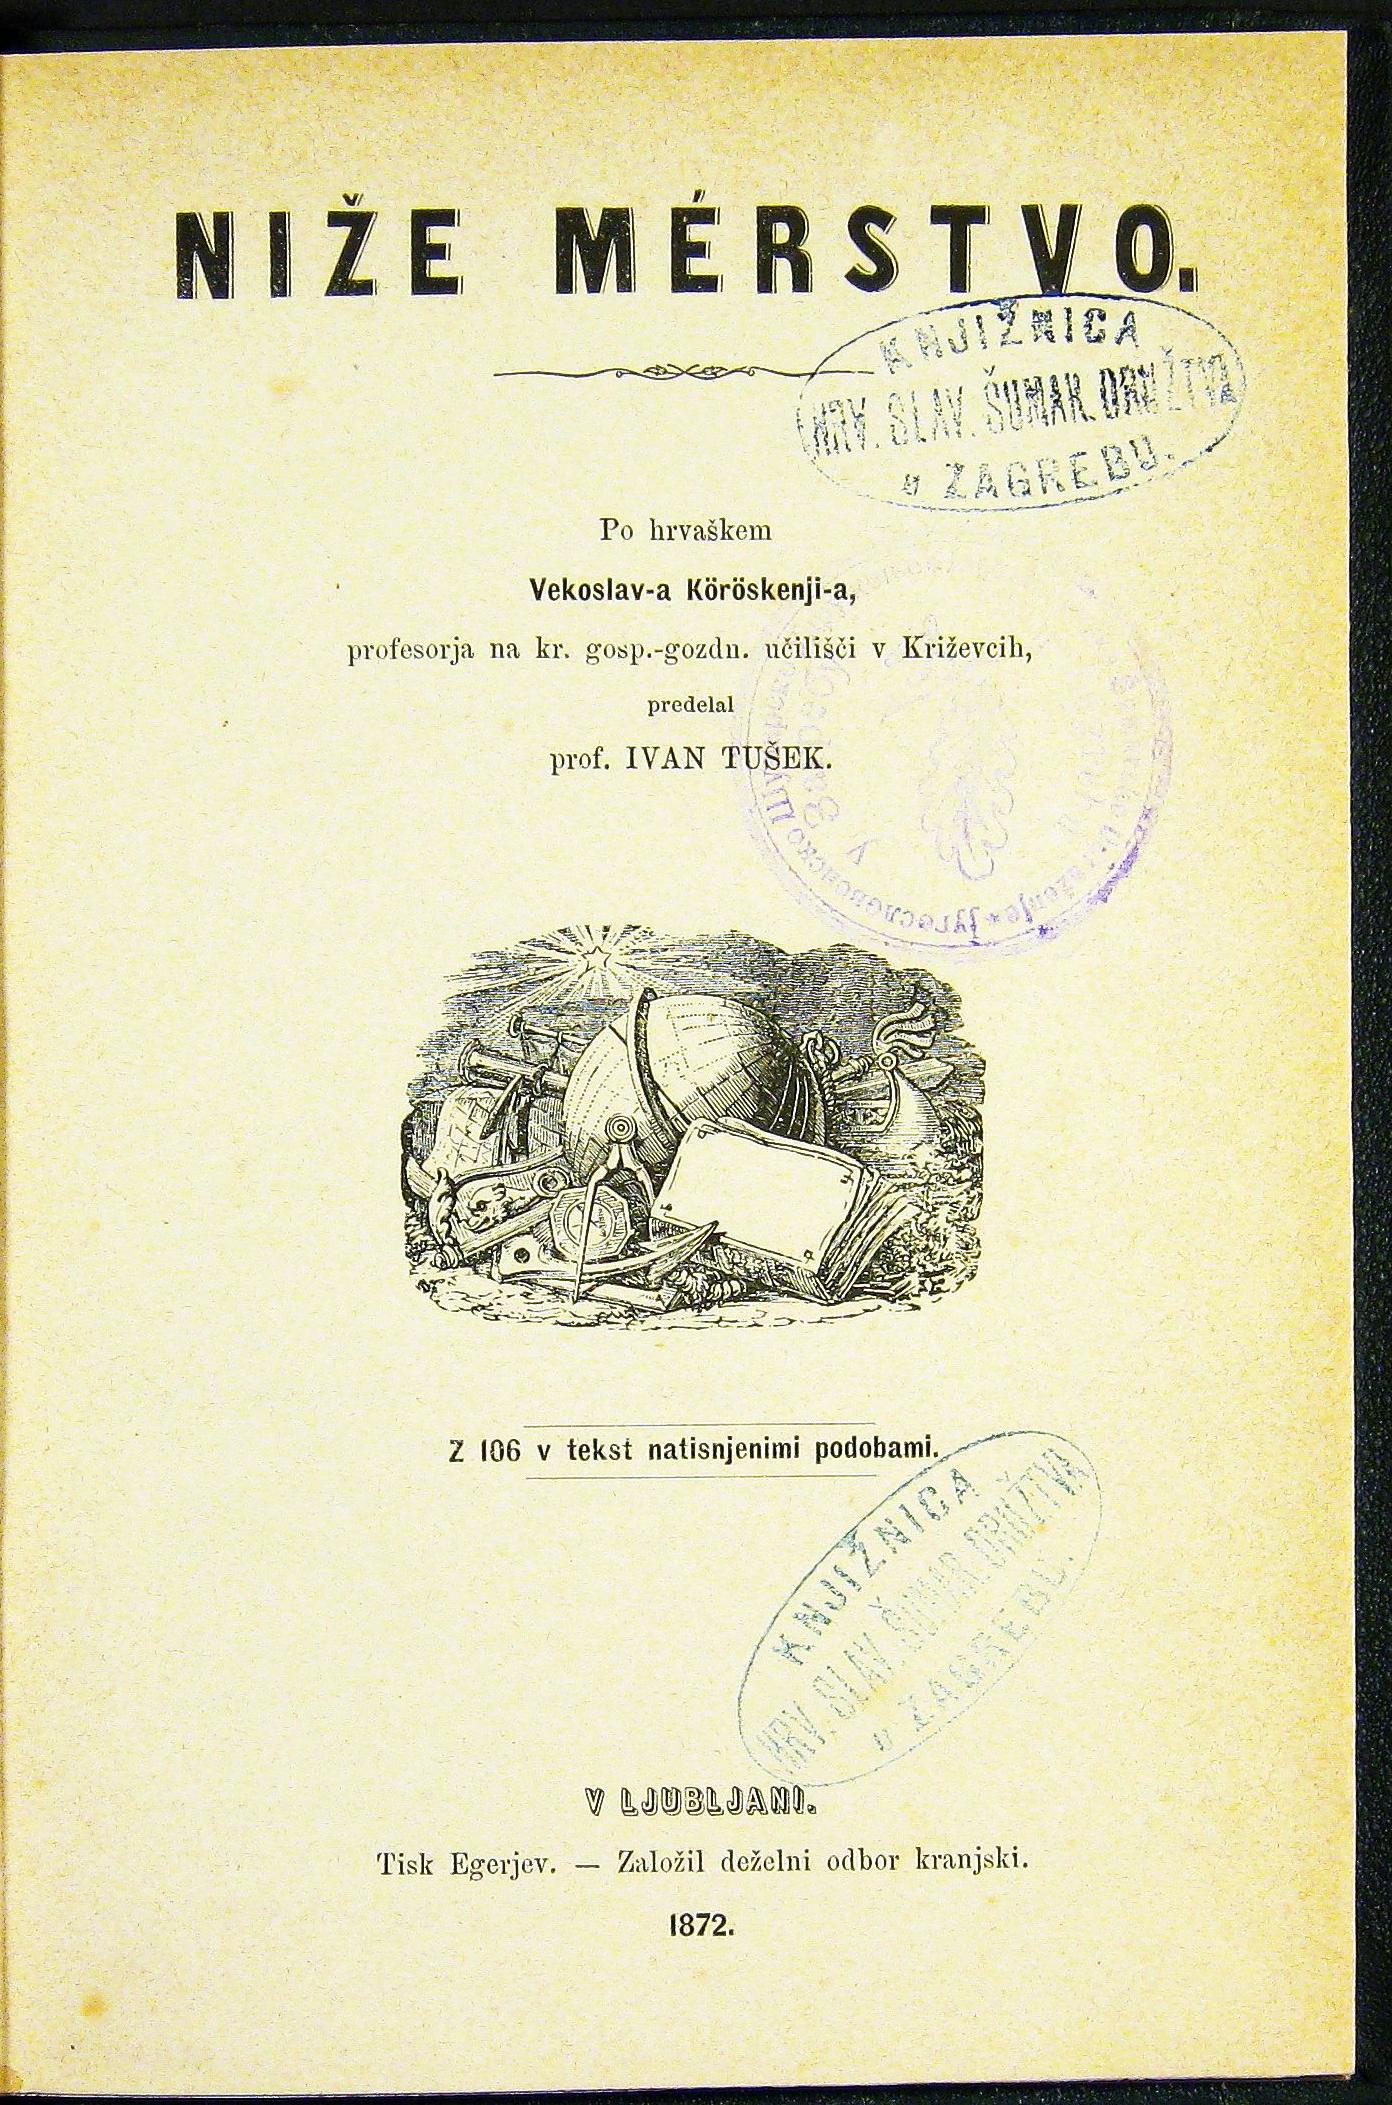 NIŽE MÉRSTVO.
KNJIŽNICA
HRV. SLAV. ŠUMAR. DRUŽTVA
u ZAGREBU.
Po hrvaškem
Vekoslav-a Köröskenji-a,
profesorja na kr. gosp.-gozdn. učilišči v Križevcih,
predelal
prof. IVAN TUŠEK.
Z 106 v tekst natisnjenimi podobami.
KNJIŽNICA
HRV. SLAV. ŠUMAR. DRUŽTVA
u ZAGREBU.
V LJUBLJANI.
Tisk Egerjev. — Založil deželni odbor kranjski.
1872.